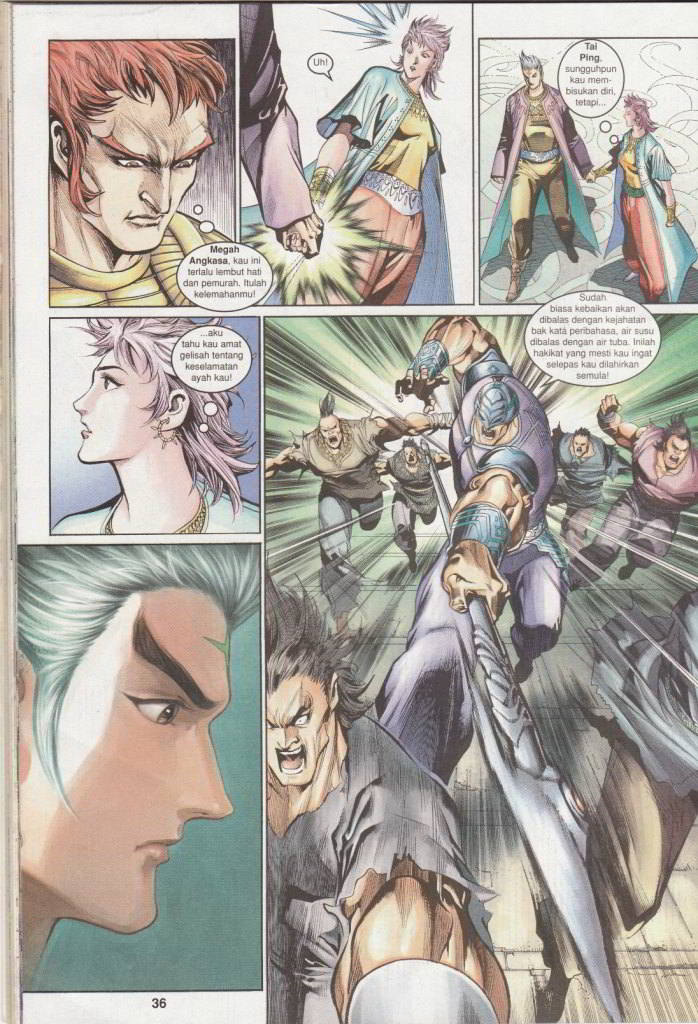 Megah
Angkasa, kau ini
terlalu lembut hati
dan pemurah. Itulah
kelemahanmu!
Uh!
Tai
Ping,
sungguhpun
kau mem-
bisukan diri,
tetapi...
...aku
tahu kau amat
gelisah tentang
keselamatan
ayah kau!
Sudah
biasa kebaikan akan
dibalas dengan kejahatan
bak kata peribahasa, air susu
dibalas dengan air tuba. Inilah
hakikat yang mesti kau ingat
selepas kau dilahirkan
semula!
36